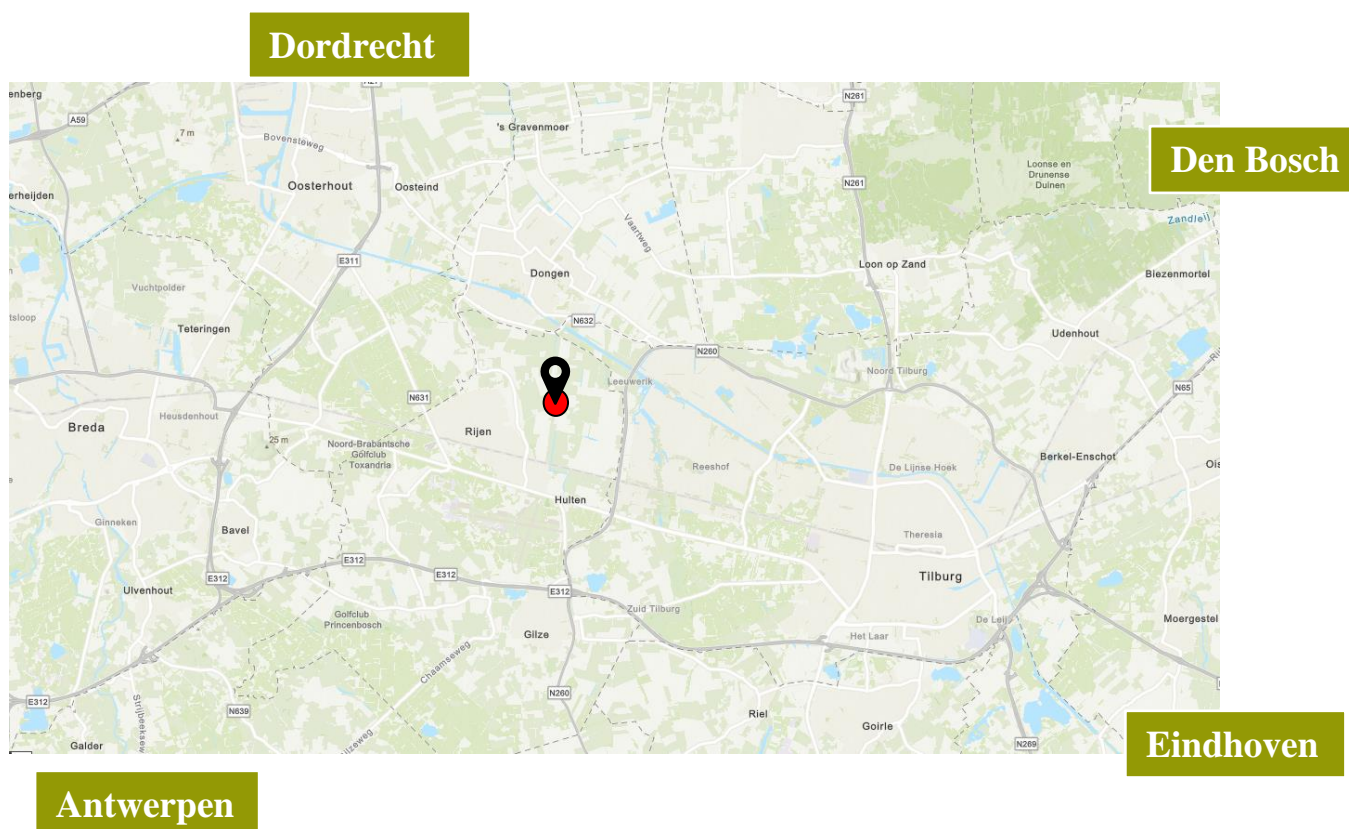 Dordrecht
enberg
A59
7 m
Bovensteweg
's Gravenmoer
N261
Den Bosch
Loonse en
Drunense
Duinen
Oosterhout
Oosteind
N261
erheijden
Zandleij
Vaartweg
E311
Dongen
Loon op Zand
Biezenmortel
Vuchtpolder
tsloop
Teteringen
N632
Udenhout
N260
Noord Tilburg
Leeuwerik
N65
N631
Heusdenhout
Breda
25 m
Rijen
Noord-Brabantsche
Golfclub
Toxandria
Reeshof
De Lijnse Hoek
Berkel-Enschot
Ois
Hulten
Ginneken
Bavel
Theresia
E312
E312
E312
E312
Tilburg
Ulvenhout
Golfclub
Princenbosch
Zuid Tilburg
Gilze
Het Laar
De Leij
Moergestel
Chaamseweg
E312
N639
Strijbeekseweg
N260
Riel
Goirle
Galder
N269
Eindhoven
Antwerpen